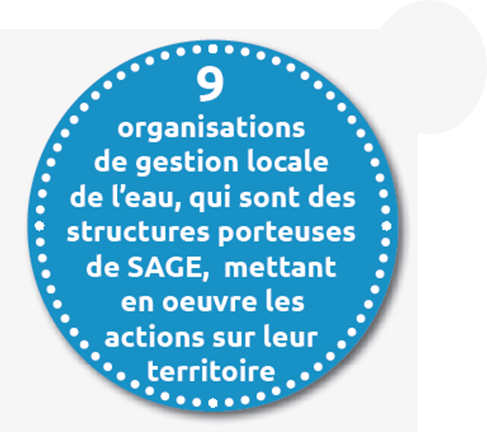 9
organisations
de gestion locale
de l’eau, qui sont des
structures porteuses
de SAGE, mettant
en oeuvre les
actions sur leur
territoire